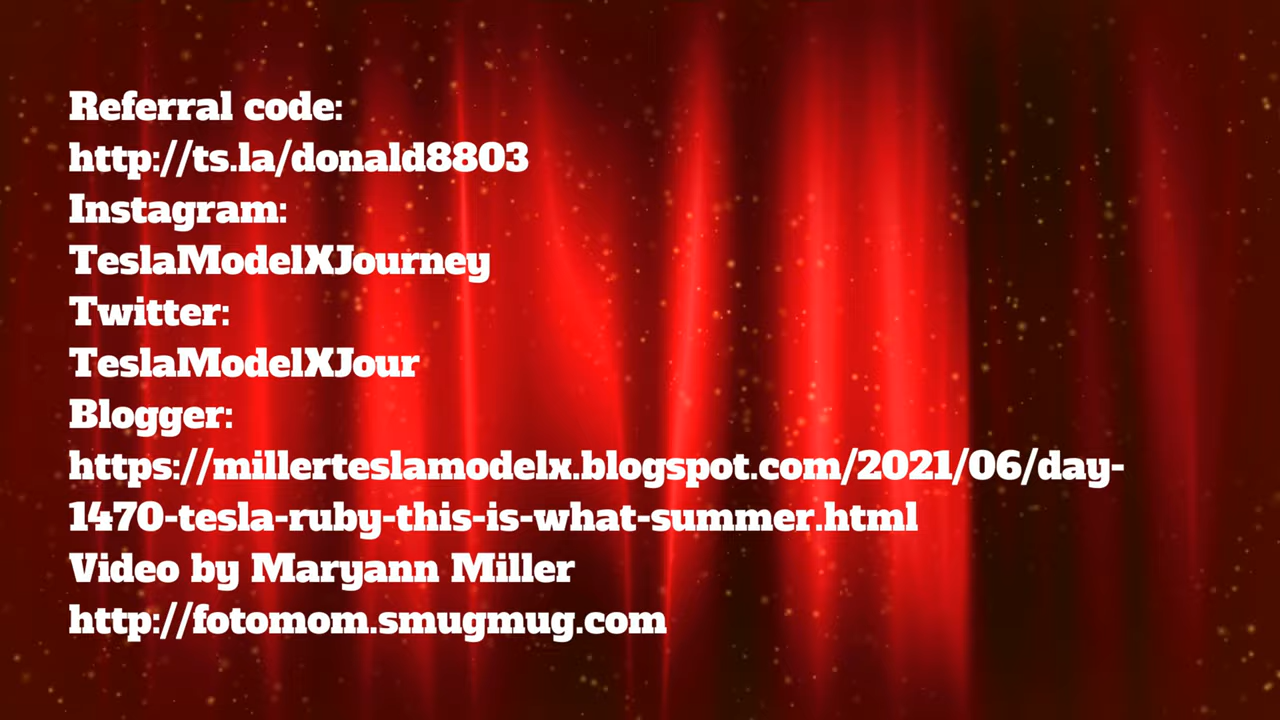 Referral code:
http://ts.la/donald8803
Instagram:
TeslaModelXJourney
Twitter:
TeslaModelXJour
Blogger:
https://millerteslamodelx.blogspot.com/2021/06/day-
1470-tesla-ruby-this-is-what-summer.html
Video by Maryann Miller
http://fotomom.smugmug.com